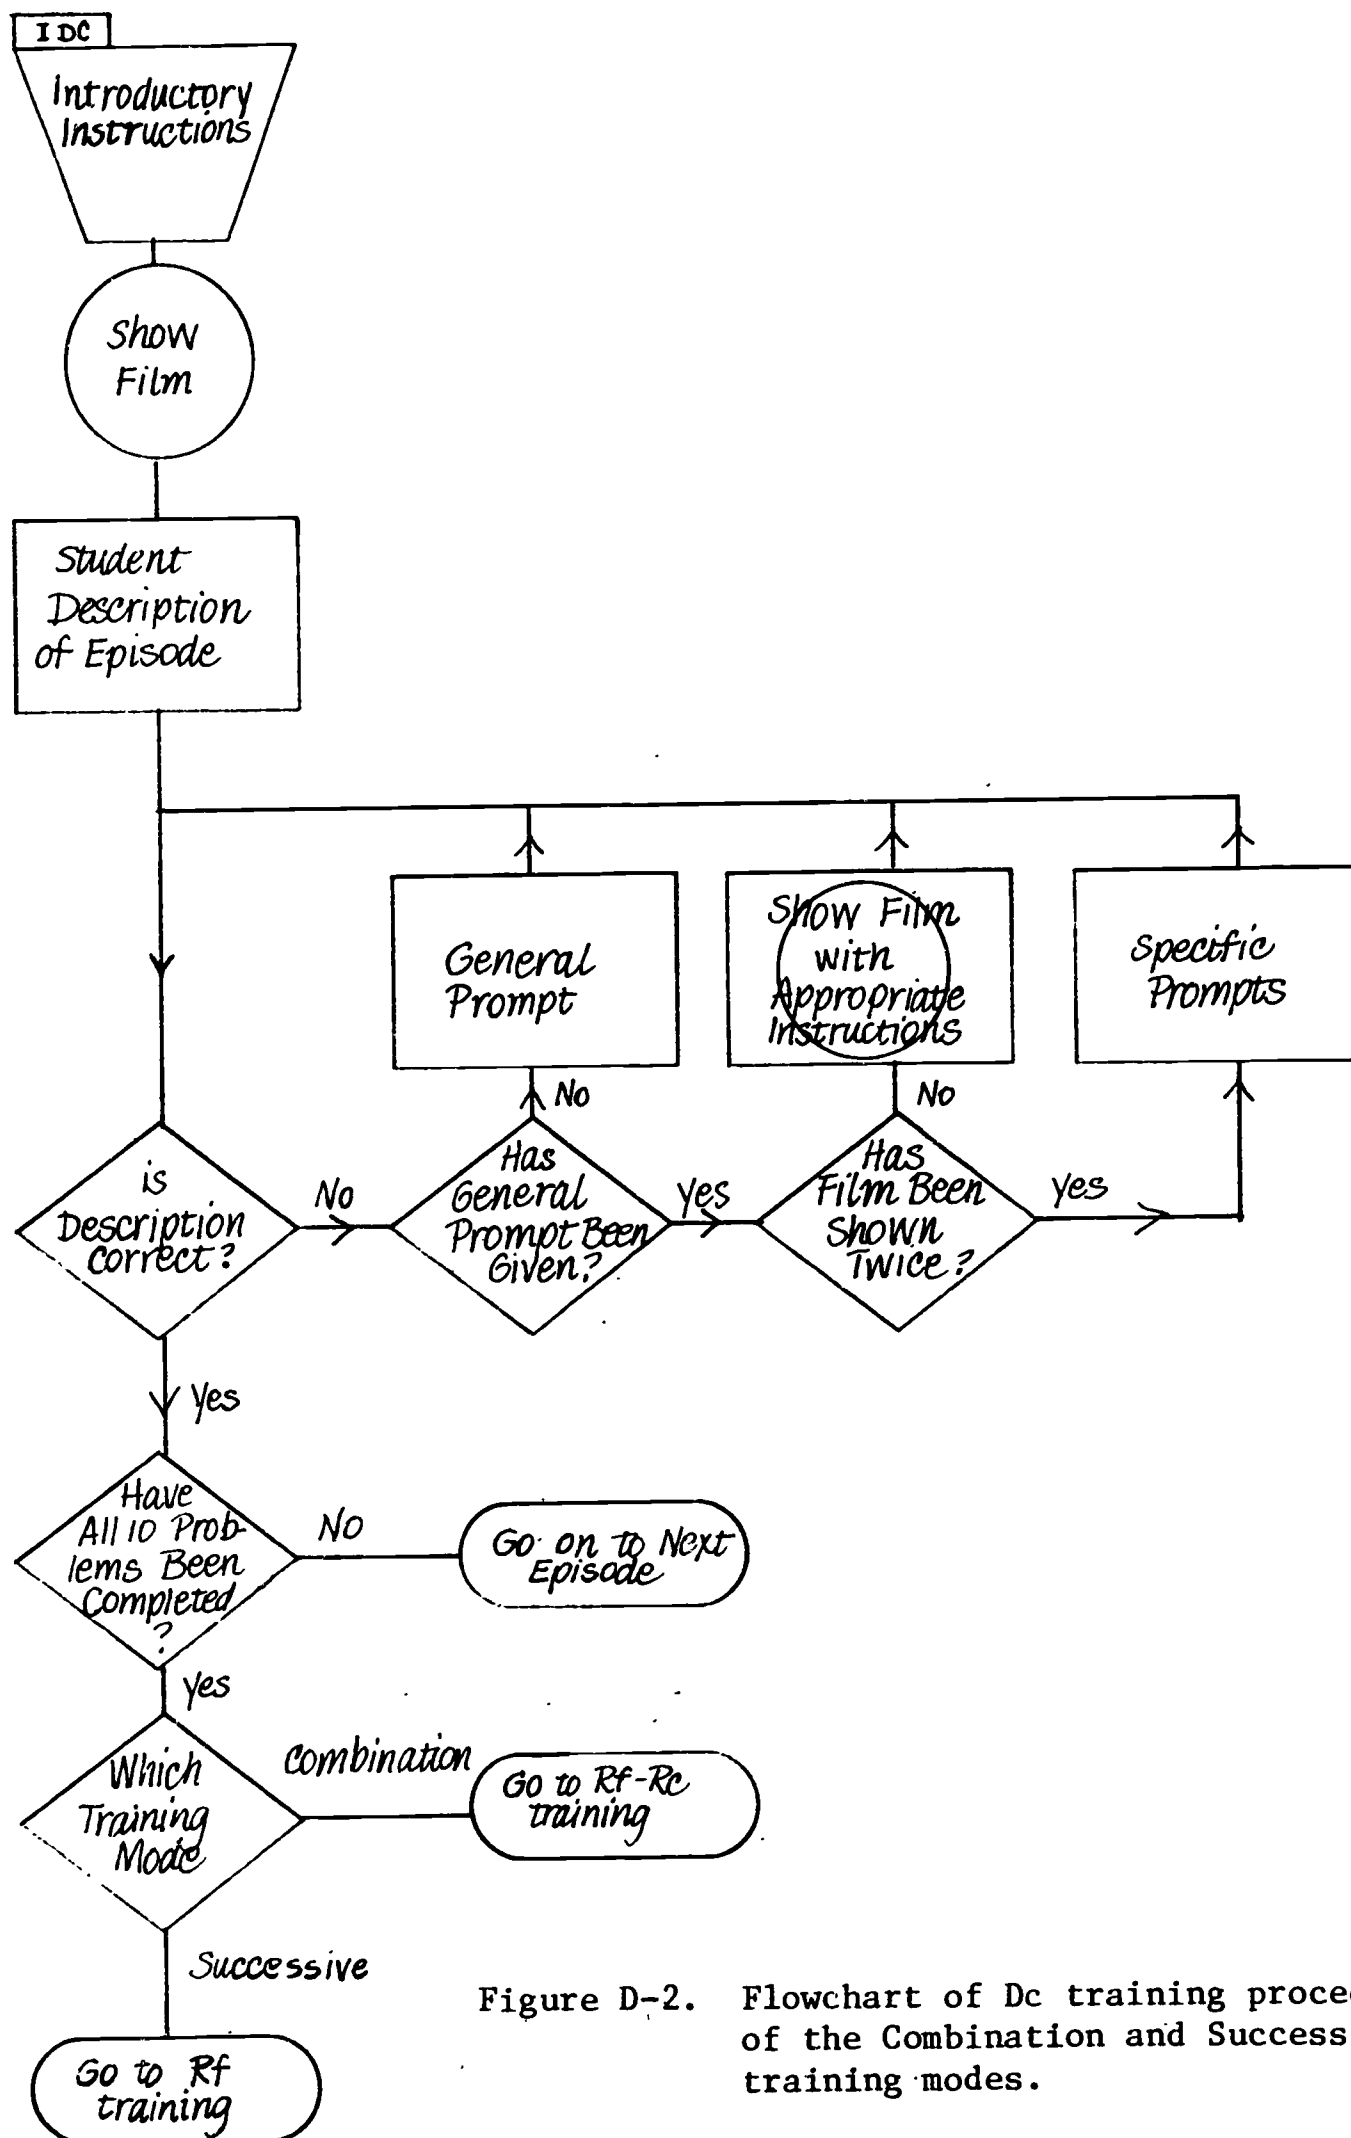 I DC
Introductory
Instructions
Show
Film
Student
Description
of Episode
General
Prompt
Show Film
with
Appropriate
Instructions
Specific
Prompts
No
No
is
Description
Correct?
No
Has
General
Prompt Been
Given?
Yes
Has
Film Been
Shown
Twice?
Yes
Yes
Have
All 10 Prob-
lems Been
Completed
?
No
Go on to Next
Episode
Yes
Which
Training
Mode
Combination
Go to Rf-Rc
training
Successive
Go to Rf
training
Figure D-2. Flowchart of Dc training
of the Combination and
training modes.